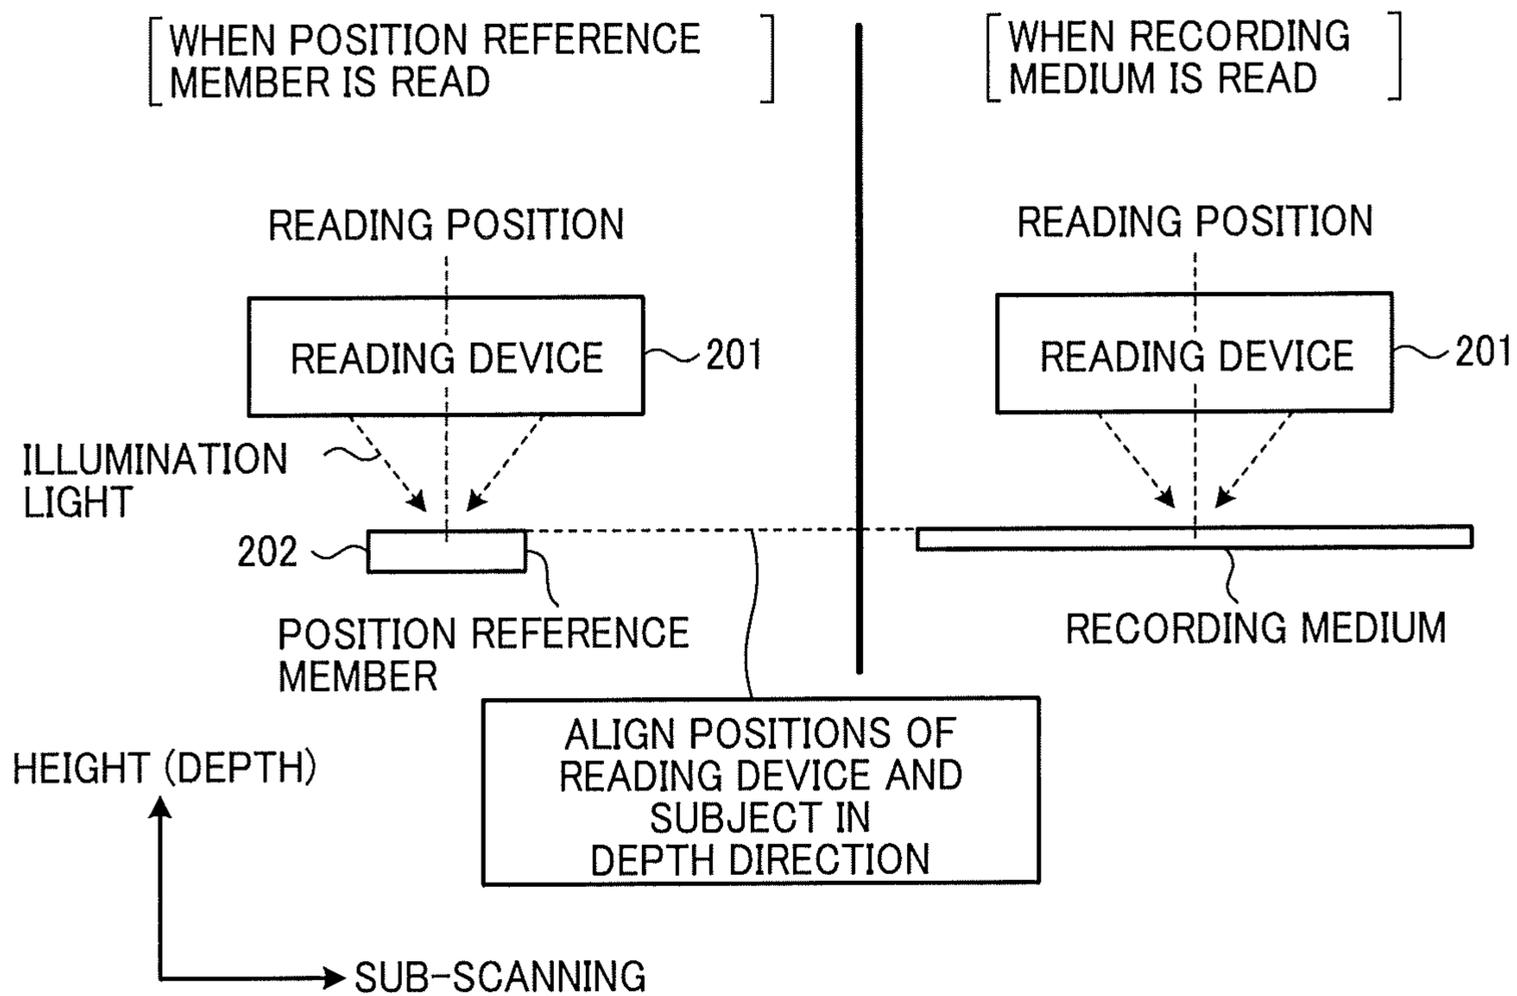 WHEN POSITION REFERENCE
MEMBER IS READ
WHEN RECORDING
MEDIUM IS READ
READING POSITION
READING DEVICE
201
ILLUMINATION
LIGHT
202
POSITION REFERENCE
MEMBER
READING POSITION
READING DEVICE
201
RECORDING MEDIUM
ALIGN POSITIONS OF
READING DEVICE AND
SUBJECT IN
DEPTH DIRECTION
HEIGHT (DEPTH)
SUB-SCANNING